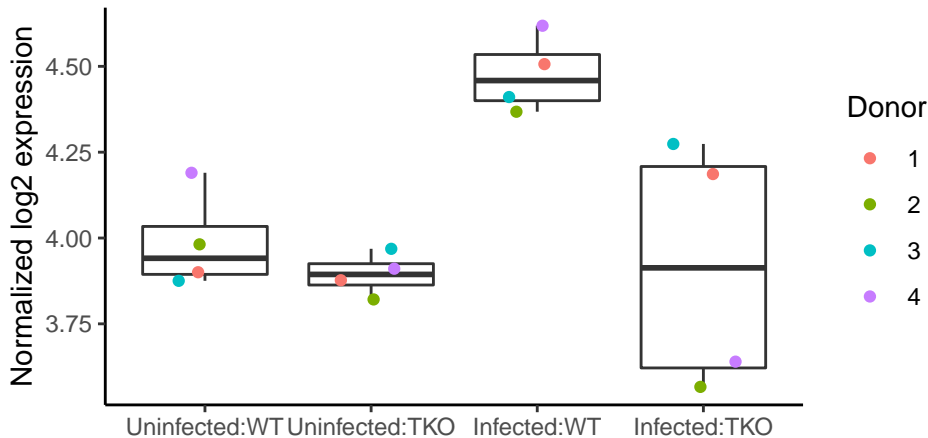 Normalized log2 expression
4.50
4.25
4.00
3.75
Uninfected:WT Uninfected:TKO Infected:WT Infected:TKO
Donor
1
2
3
4